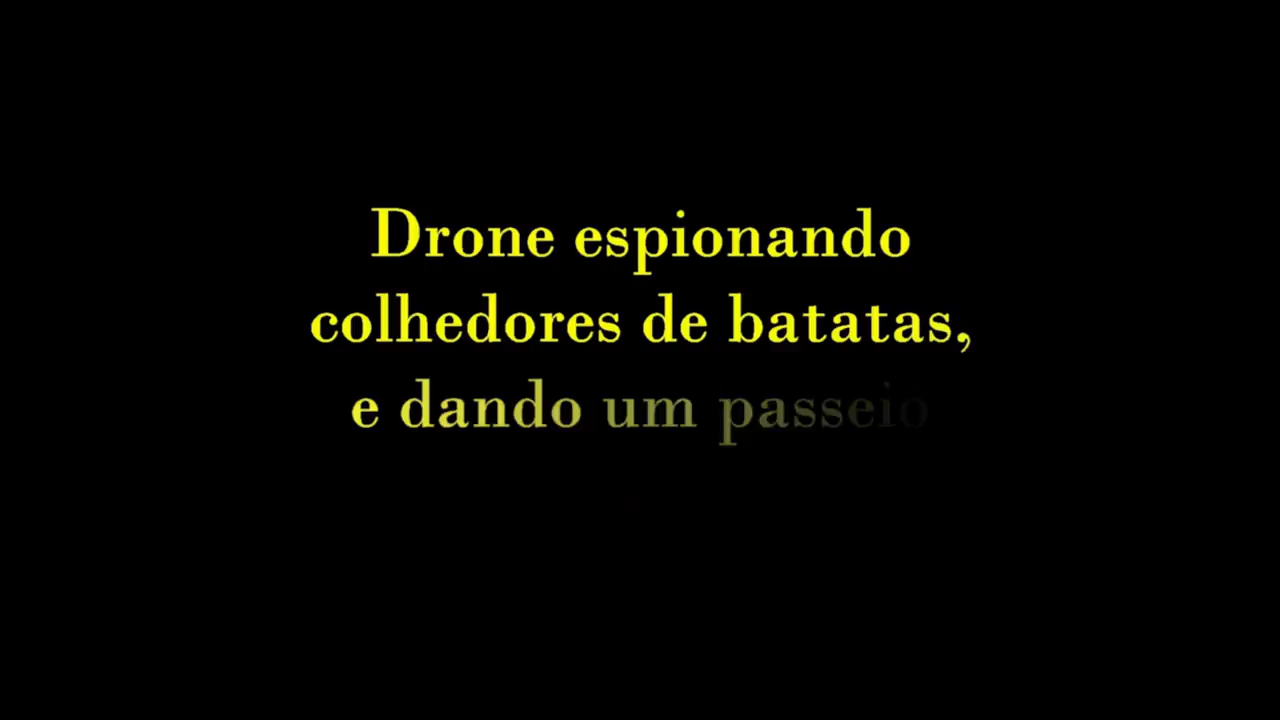 Drone espionando
colhedores de batatas,
e dando um passeio